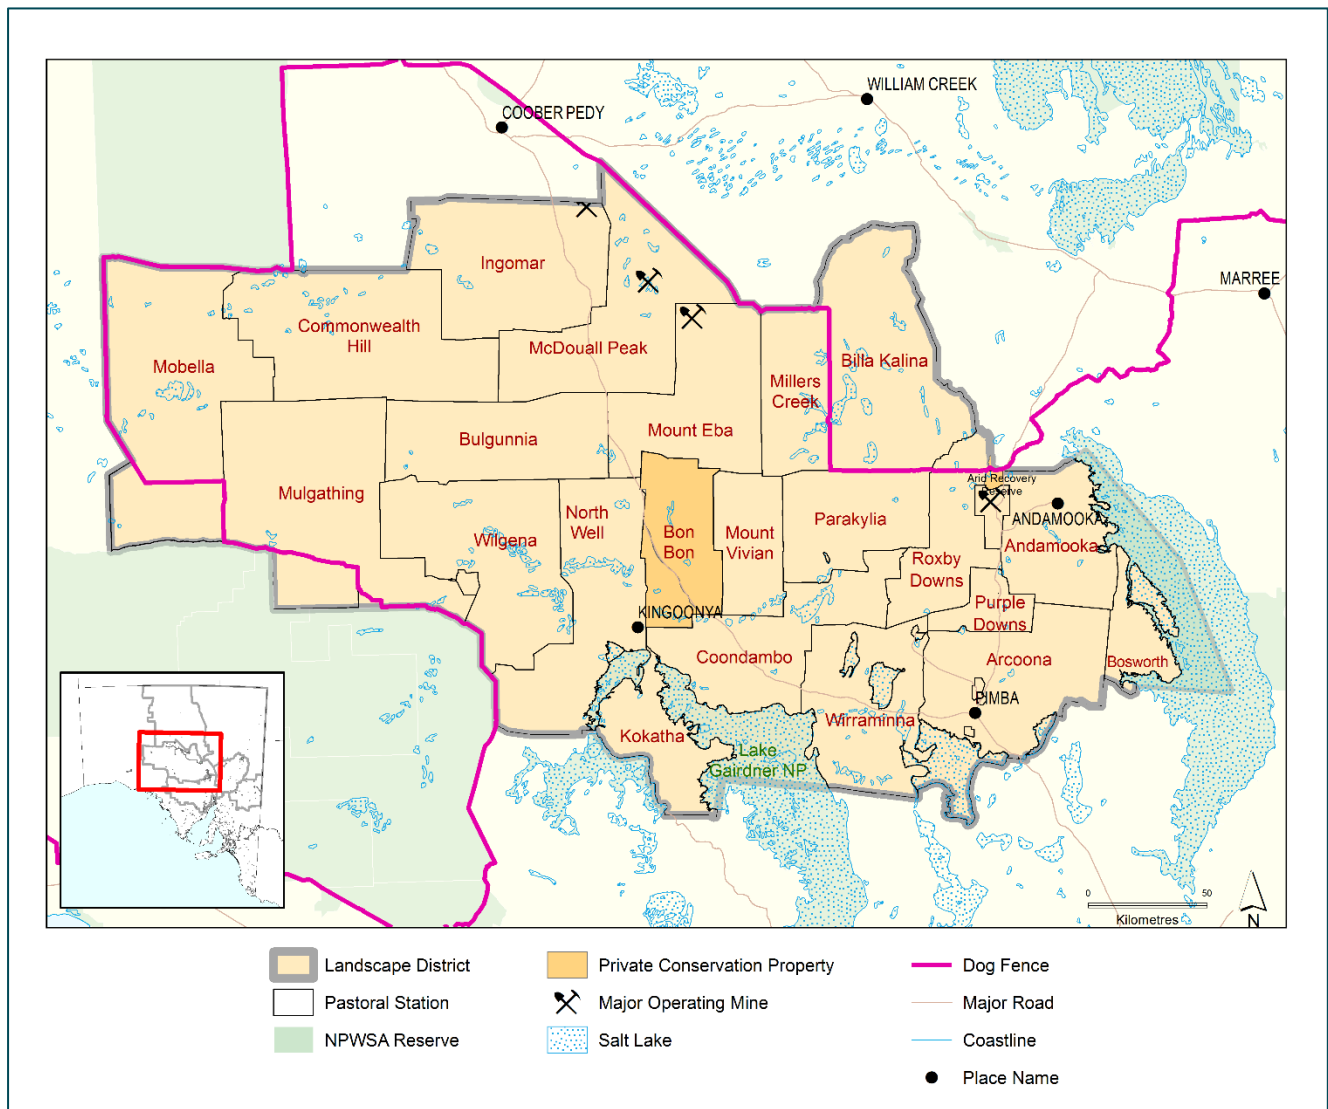 WILLIAM CREEK
COOBER PEDY
MARREE
Ingomar
Commonwealth
Hill
McDouall Peak
Mobella
Billa Kalina
Millers
Creek
Mount Eba
Bulgunnia
Mulgathing
Arid Recovery
Reserve
North
Well
Wilgena
Bon
Bon
Mount
Vivian
Parakylia
ANDAMOOKA
Andamooka
Roxby
Downs
Purple
Downs
KINGOONYA
Coondambo
Arcoona
Bosworth
PIMBA
Wirraminna
Kokatha
Lake
Gairdner NP
0 50
Kilometres
N
Landscape District
Private Conservation Property
Dog Fence
Pastoral Station
Major Operating Mine
Major Road
NPWSA Reserve
Salt Lake
Coastline
Place Name